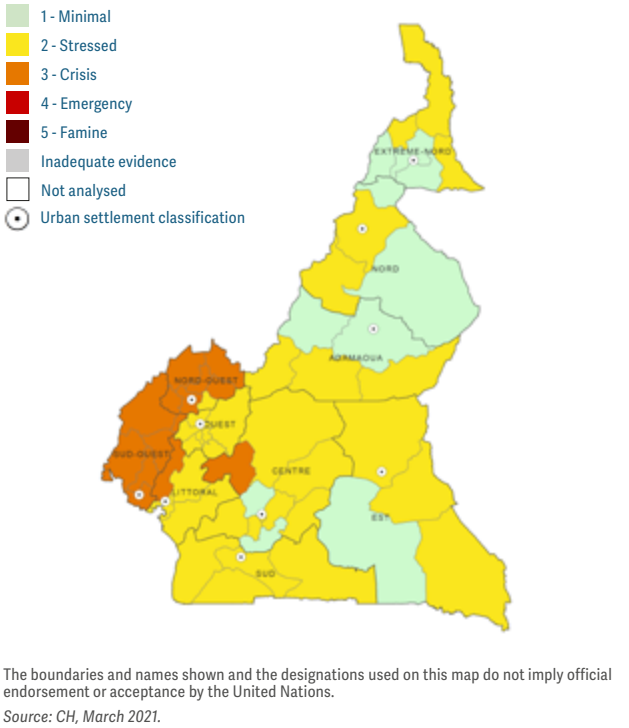 1 - Minimal
2 - Stressed
3 - Crisis
4 - Emergency
5 - Famine
Inadequate evidence
Not analysed
Urban settlement classification
EXTREME-NORD
NORD
ADAMAOUA
NORD-OUEST
OUEST
SUD-OUEST
CENTRE
LITTORAL
EST
SUD
The boundaries and names shown and the designations used on this map do not imply official
endorsement or acceptance by the United Nations.
Source: CH, March 2021.